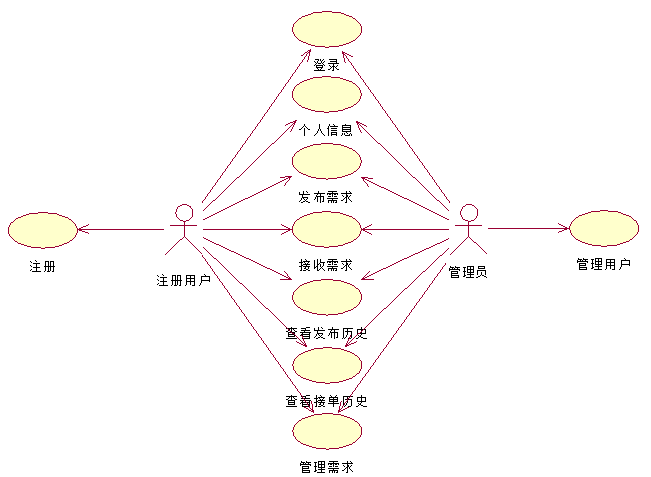 登录
个人信息
发布需求
注册
注册用户
接收需求
管理员
管理用户
查看发布历史
查看接单历史
管理需求